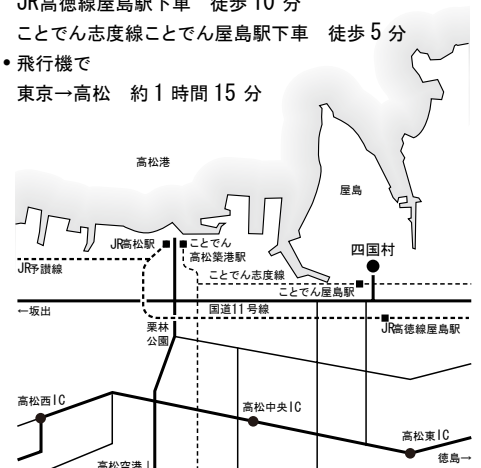 JR高徳線屋島駅下車　徒歩 10 分
ことでん志度線ことでん屋島駅下車　徒歩 5 分
• 飛行機で
東京→高松　約 1 時間 15 分
高松港
屋島
四国村
JR高松駅
ことでん
高松築港駅
JR予讃線
ことでん志度線
ことでん屋島駅
←坂出
国道11号線
JR高徳線屋島駅
栗林
公園
高松西IC
高松中央IC
高松東IC
徳島→
高松空港↓